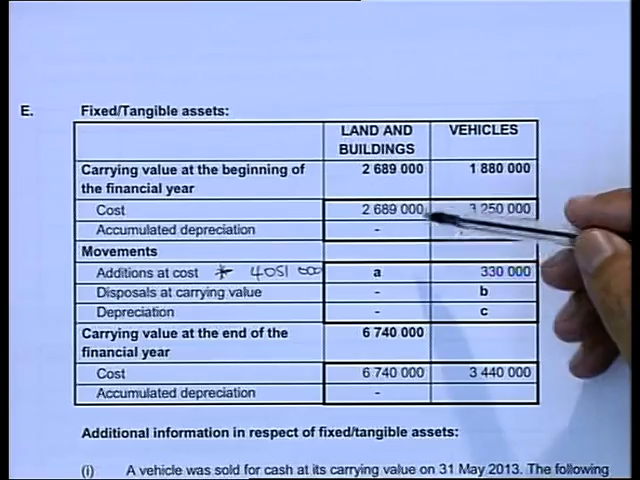 E. Fixed/Tangible assets:
LAND AND BUILDINGS VEHICLES
Carrying value at the beginning of the financial year 2 689 000 1 880 000
Cost 2 689 000 3 250 000
Accumulated depreciation -
Movements
Additions at cost * 4051 000 a 330 000
Disposals at carrying value - b
Depreciation - c
Carrying value at the end of the financial year 6 740 000
Cost 6 740 000 3 440 000
Accumulated depreciation -
Additional information in respect of fixed/tangible assets:
(i) A vehicle was sold for cash at its carrying value on 31 May 2013. The following